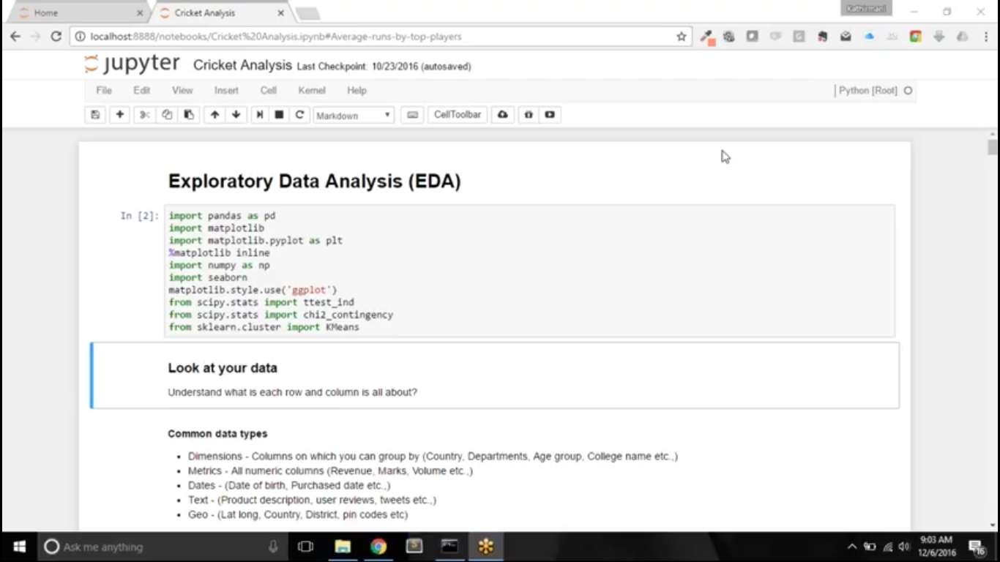 Home
Cricket Analysis
Kathirmani
localhost:8888/notebooks/Cricket%20Analysis.ipynb#Average-runs-by-top-players
jupyter Cricket Analysis Last Checkpoint: 10/23/2016 (autosaved)
File Edit View Insert Cell Kernel Help Python [Root]
Markdown CellToolbar
Exploratory Data Analysis (EDA)
In [2]: import pandas as pd
import matplotlib
import matplotlib.pyplot as plt
%matplotlib inline
import numpy as np
import seaborn
matplotlib.style.use('ggplot')
from scipy.stats import ttest_ind
from scipy.stats import chi2_contingency
from sklearn.cluster import KMeans
Look at your data
Understand what is each row and column is all about?
Common data types
• Dimensions - Columns on which you can group by (Country, Departments, Age group, College name etc.,)
• Metrics - All numeric columns (Revenue, Marks, Volume etc.,)
• Dates - (Date of birth, Purchased date etc.,)
• Text - (Product description, user reviews, tweets etc.,)
• Geo - (Lat long, Country, District, pin codes etc)
Ask me anything
9:03 AM
12/6/2016
16